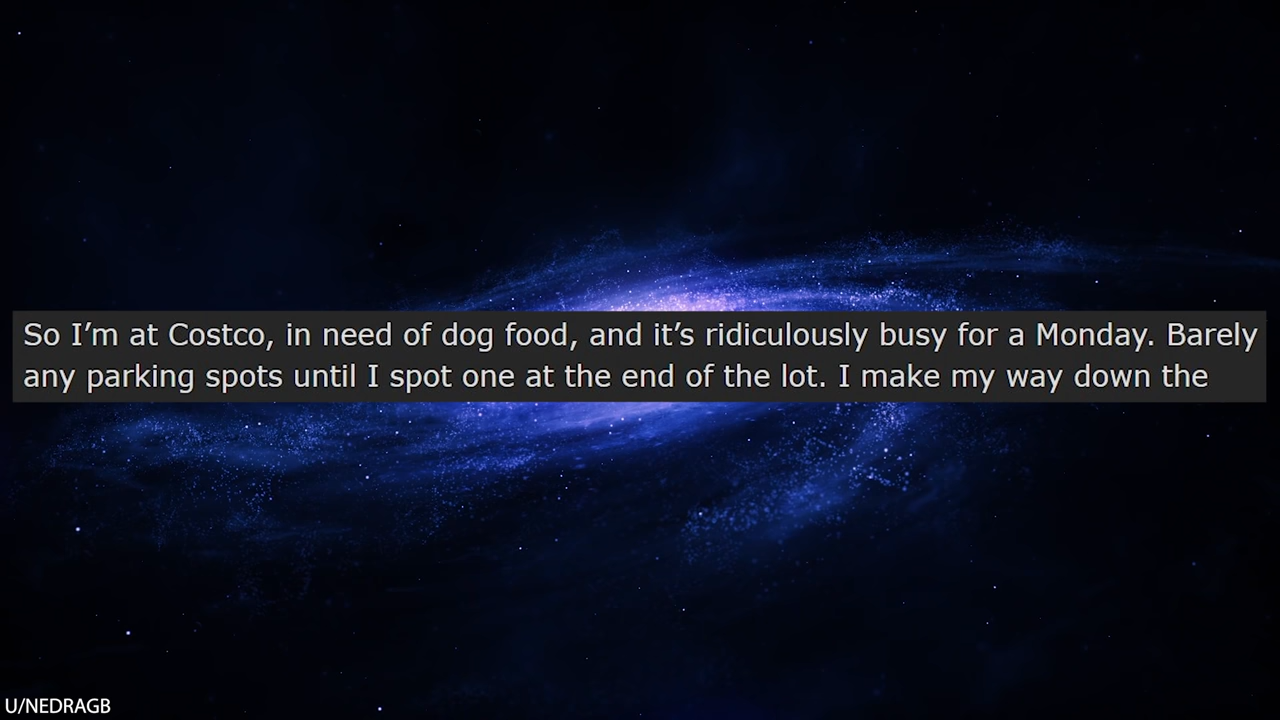 So I’m at Costco, in need of dog food, and it’s ridiculously busy for a Monday. Barely
any parking spots until I spot one at the end of the lot. I make my way down the
U/NEDRAGB